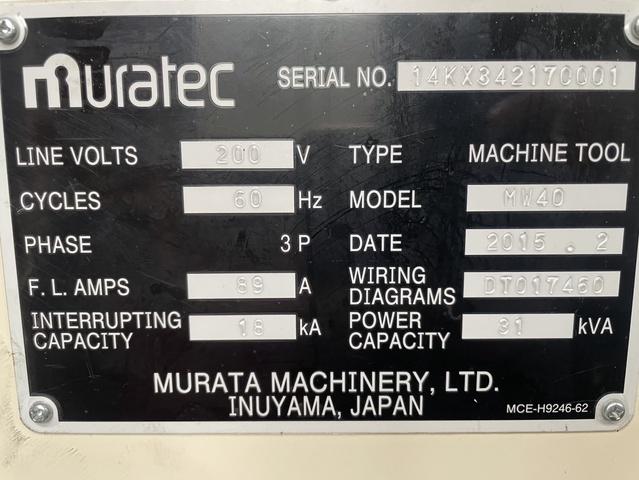 muratec
SERIAL NO. 14KX342170001
LINE VOLTS 200 V TYPE MACHINE TOOL
CYCLES 60 Hz MODEL MW40
PHASE 3 P DATE 2015 . 2
F. L. AMPS 89 A WIRING DIAGRAMS DT017460
INTERRUPTING CAPACITY 18 kA POWER CAPACITY 31 kVA
MURATA MACHINERY, LTD.
INUYAMA, JAPAN
MCE-H9246-62